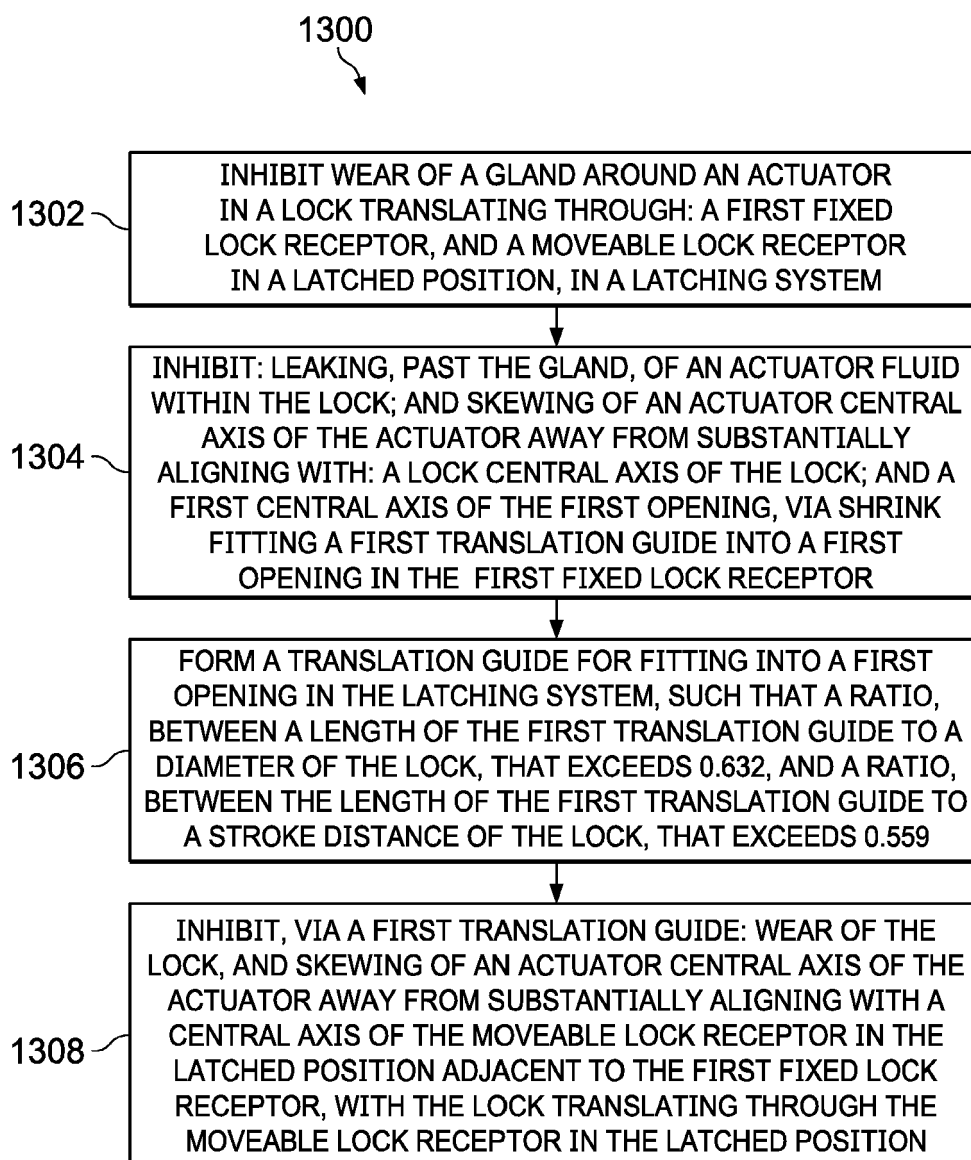 1300
1302
INHIBIT WEAR OF A GLAND AROUND AN ACTUATOR
IN A LOCK TRANSLATING THROUGH: A FIRST FIXED
LOCK RECEPTOR, AND A MOVEABLE LOCK RECEPTOR
IN A LATCHED POSITION, IN A LATCHING SYSTEM
1304
INHIBIT: LEAKING, PAST THE GLAND, OF AN ACTUATOR FLUID
WITHIN THE LOCK; AND SKEWING OF AN ACTUATOR CENTRAL
AXIS OF THE ACTUATOR AWAY FROM SUBSTANTIALLY
ALIGNING WITH: A LOCK CENTRAL AXIS OF THE LOCK; AND A
FIRST CENTRAL AXIS OF THE FIRST OPENING, VIA SHRINK
FITTING A FIRST TRANSLATION GUIDE INTO A FIRST
OPENING IN THE FIRST FIXED LOCK RECEPTOR
1306
FORM A TRANSLATION GUIDE FOR FITTING INTO A FIRST
OPENING IN THE LATCHING SYSTEM, SUCH THAT A RATIO,
BETWEEN A LENGTH OF THE FIRST TRANSLATION GUIDE TO A
DIAMETER OF THE LOCK, THAT EXCEEDS 0.632, AND A RATIO,
BETWEEN THE LENGTH OF THE FIRST TRANSLATION GUIDE TO
A STROKE DISTANCE OF THE LOCK, THAT EXCEEDS 0.559
1308
INHIBIT, VIA A FIRST TRANSLATION GUIDE: WEAR OF THE
LOCK, AND SKEWING OF AN ACTUATOR CENTRAL AXIS OF THE
ACTUATOR AWAY FROM SUBSTANTIALLY ALIGNING WITH A
CENTRAL AXIS OF THE MOVEABLE LOCK RECEPTOR IN THE
LATCHED POSITION ADJACENT TO THE FIRST FIXED LOCK
RECEPTOR, WITH THE LOCK TRANSLATING THROUGH THE
MOVEABLE LOCK RECEPTOR IN THE LATCHED POSITION